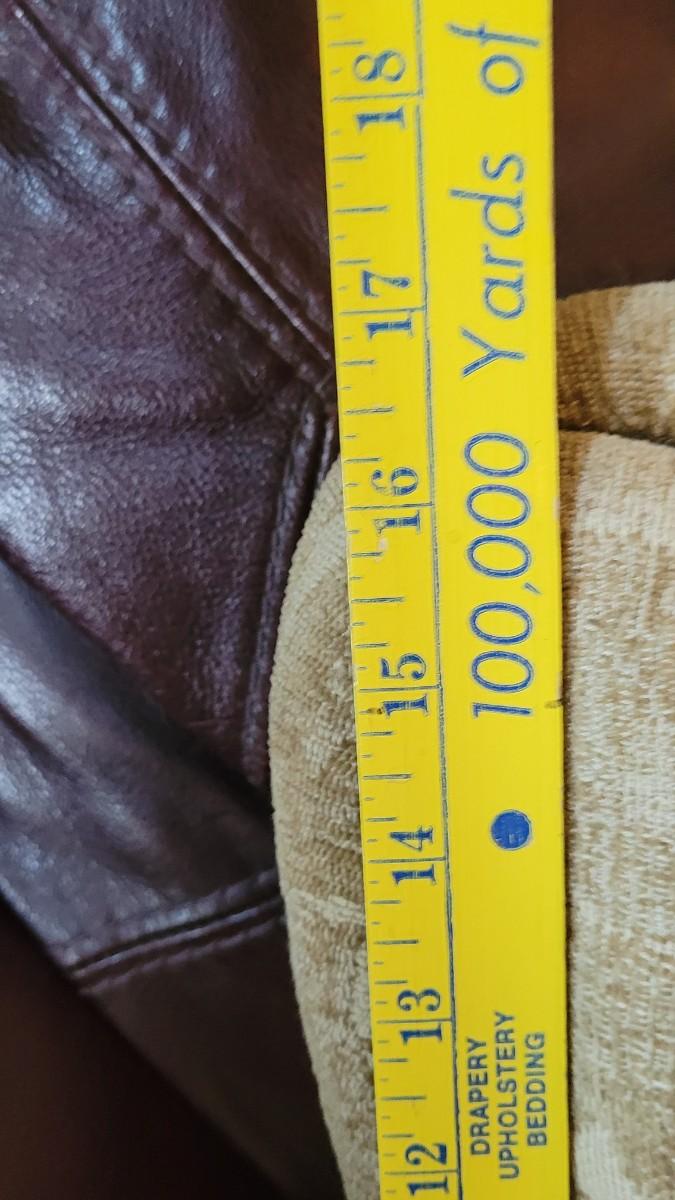 12 13 14 15 16 17 18
DRAPERY
UPHOLSTERY
BEDDING
100,000 Yards of